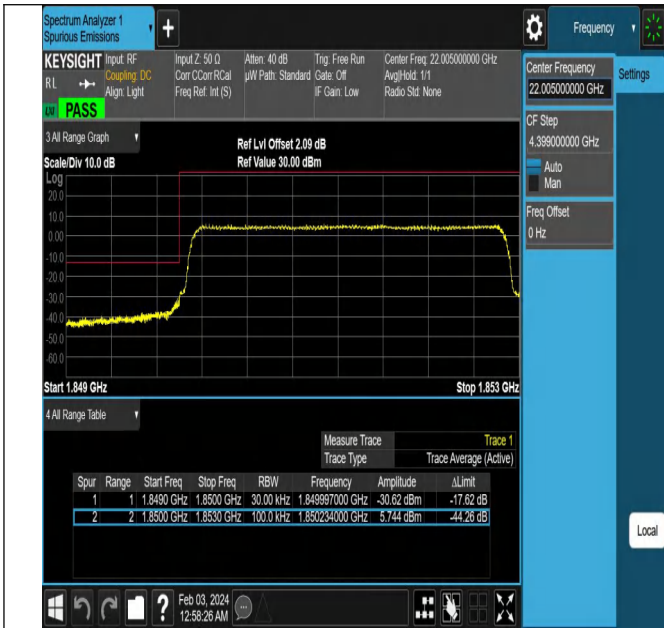 Spectrum Analyzer 1
Spurious Emissions
Frequency
KEYSIGHT
RL
PASS
Input: RF
Coupling: DC
Align: Light
Input Z: 50 Ω
Corr CCorr RCal
Freq Ref: Int (S)
Atten: 40 dB
µW Path: Standard
Trig: Free Run
Gate: Off
IF Gain: Low
Center Freq: 22.005000000 GHz
Avg|Hold: 1/1
Radio Std: None
Center Frequency
22.005000000 GHz
Settings
CF Step
4.399000000 GHz
Auto
Man
Freq Offset
0 Hz
3 All Range Graph
Scale/Div 10.0 dB
Ref Lvl Offset 2.09 dB
Ref Value 30.00 dBm
Log
20.0
10.0
0.00
-10.0
-20.0
-30.0
-40.0
-50.0
-60.0
Start 1.849 GHz
Stop 1.853 GHz
4 All Range Table
Measure Trace Trace 1
Trace Type Trace Average (Active)
Spur Range Start Freq Stop Freq RBW Frequency Amplitude ΔLimit
1 1 1.8490 GHz 1.8500 GHz 30.00 kHz 1.849997000 GHz -30.62 dBm -17.62 dB
2 2 1.8500 GHz 1.8530 GHz 100.0 kHz 1.850234000 GHz 5.744 dBm -44.26 dB
Local
Feb 03, 2024
12:58:26 AM